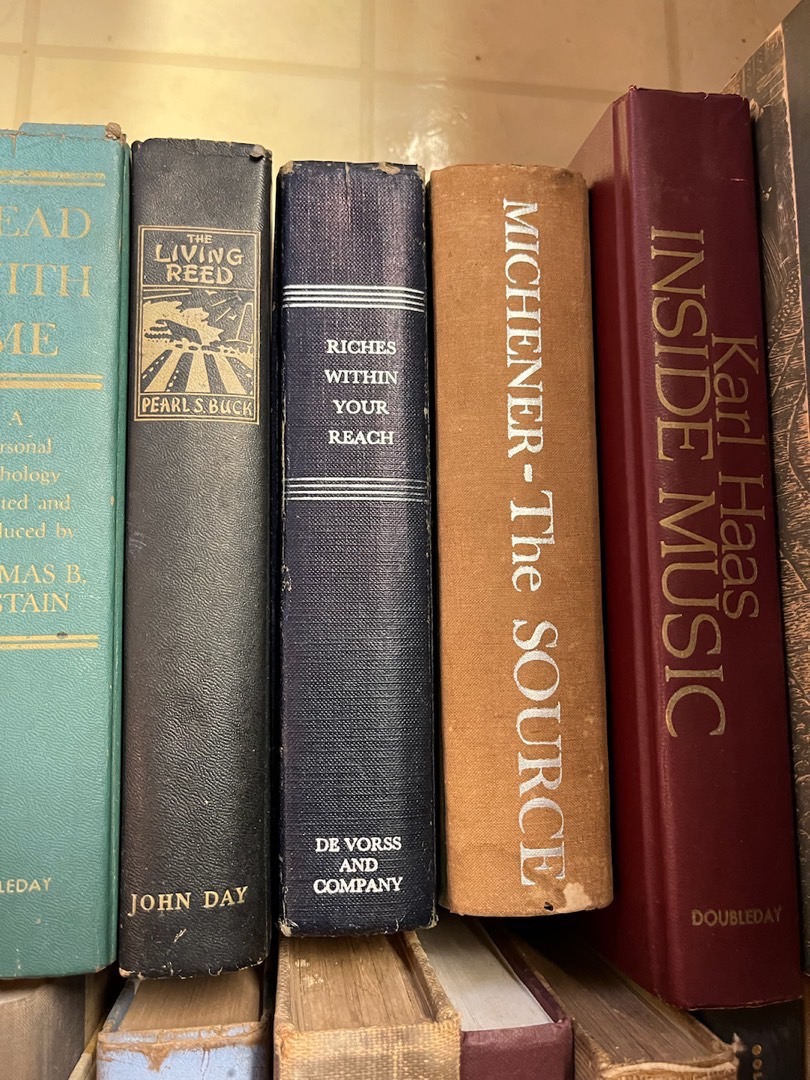 EAD
ITH
ME
A
rsonal
hology
ted and
duced by
MAS B.
STAIN
LEDAY
THE
LIVING
REED
PEARL S. BUCK
JOHN DAY
RICHES
WITHIN
YOUR
REACH
DE VORSS
AND
COMPANY
MICHENER-The SOURCE
Karl Haas
INSIDE MUSIC
DOUBLEDAY